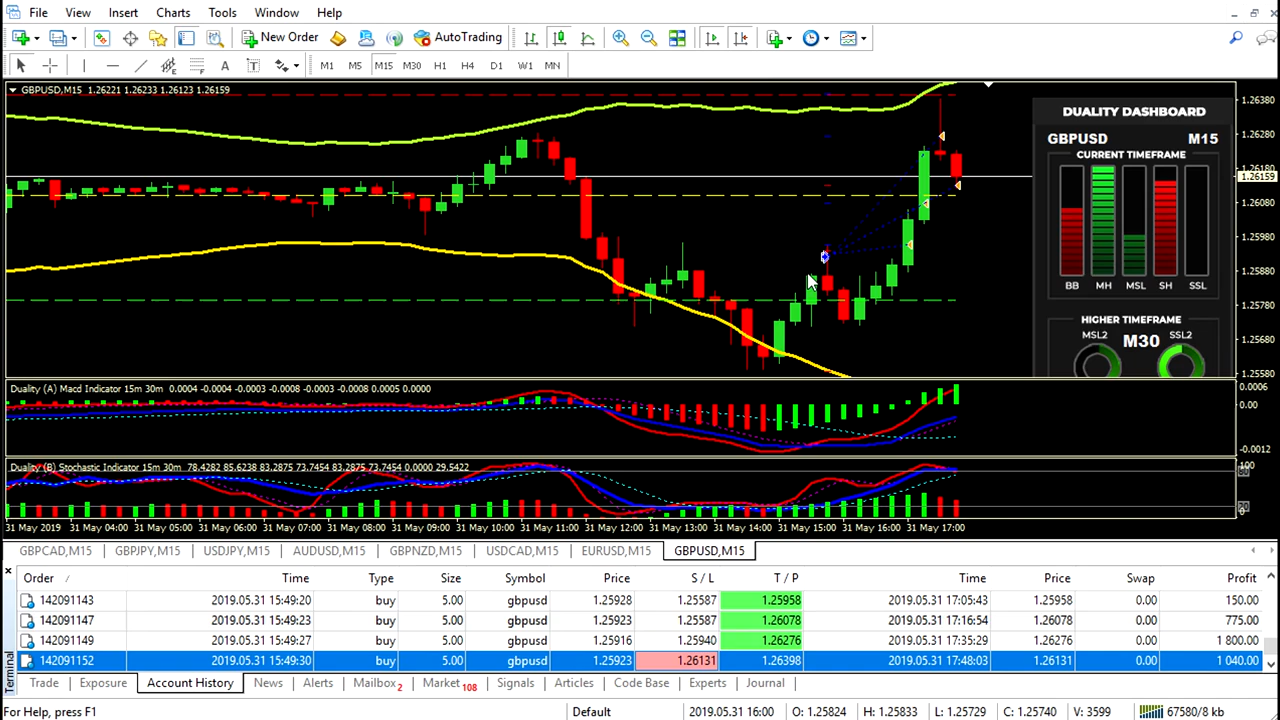 File View Insert Charts Tools Window Help
New Order AutoTrading
A T M1 M5 M15 M30 H1 H4 D1 W1 MN
GBPUSD,M15 1.26221 1.26233 1.26123 1.26159
1.26380
1.26280
1.26180
1.26159
1.26080
1.25980
1.25880
1.25780
1.25680
1.25580
DUALITY DASHBOARD
GBPUSD M15
CURRENT TIMEFRAME
BB MH MSL SH SSL
HIGHER TIMEFRAME
MSL2 M30 SSL2
Duality (A) Macd Indicator 15m 30m 0.0004 -0.0004 -0.0003 -0.0008 -0.0003 -0.0008 0.0005 0.0000
0.0006
0.00
-0.0012
Duality (B) Stochastic Indicator 15m 30m 78.4282 85.6238 83.2875 73.7454 83.2875 73.7454 0.0000 29.5422
100
80
20
0
31 May 2019 31 May 04:00 31 May 05:00 31 May 06:00 31 May 07:00 31 May 08:00 31 May 09:00 31 May 10:00 31 May 11:00 31 May 12:00 31 May 13:00 31 May 14:00 31 May 15:00 31 May 16:00 31 May 17:00
GBPCAD,M15 GBPJPY,M15 USDJPY,M15 AUDUSD,M15 GBPNZD,M15 USDCAD,M15 EURUSD,M15 GBPUSD,M15
Order / Time Type Size Symbol Price S / L T / P Time Price Swap Profit
142091143 2019.05.31 15:49:20 buy 5.00 gbpusd 1.25928 1.25587 1.25958 2019.05.31 17:05:43 1.25958 0.00 150.00
142091147 2019.05.31 15:49:23 buy 5.00 gbpusd 1.25923 1.25587 1.26078 2019.05.31 17:16:54 1.26078 0.00 775.00
142091149 2019.05.31 15:49:27 buy 5.00 gbpusd 1.25916 1.25940 1.26276 2019.05.31 17:35:29 1.26276 0.00 1 800.00
142091152 2019.05.31 15:49:30 buy 5.00 gbpusd 1.25923 1.26131 1.26398 2019.05.31 17:48:03 1.26131 0.00 1 040.00
Terminal
Trade Exposure Account History News Alerts Mailbox 2 Market 108 Signals Articles Code Base Experts Journal
For Help, press F1 Default 2019.05.31 16:00 O: 1.25824 H: 1.25833 L: 1.25729 C: 1.25740 V: 3599 67580/8 kb